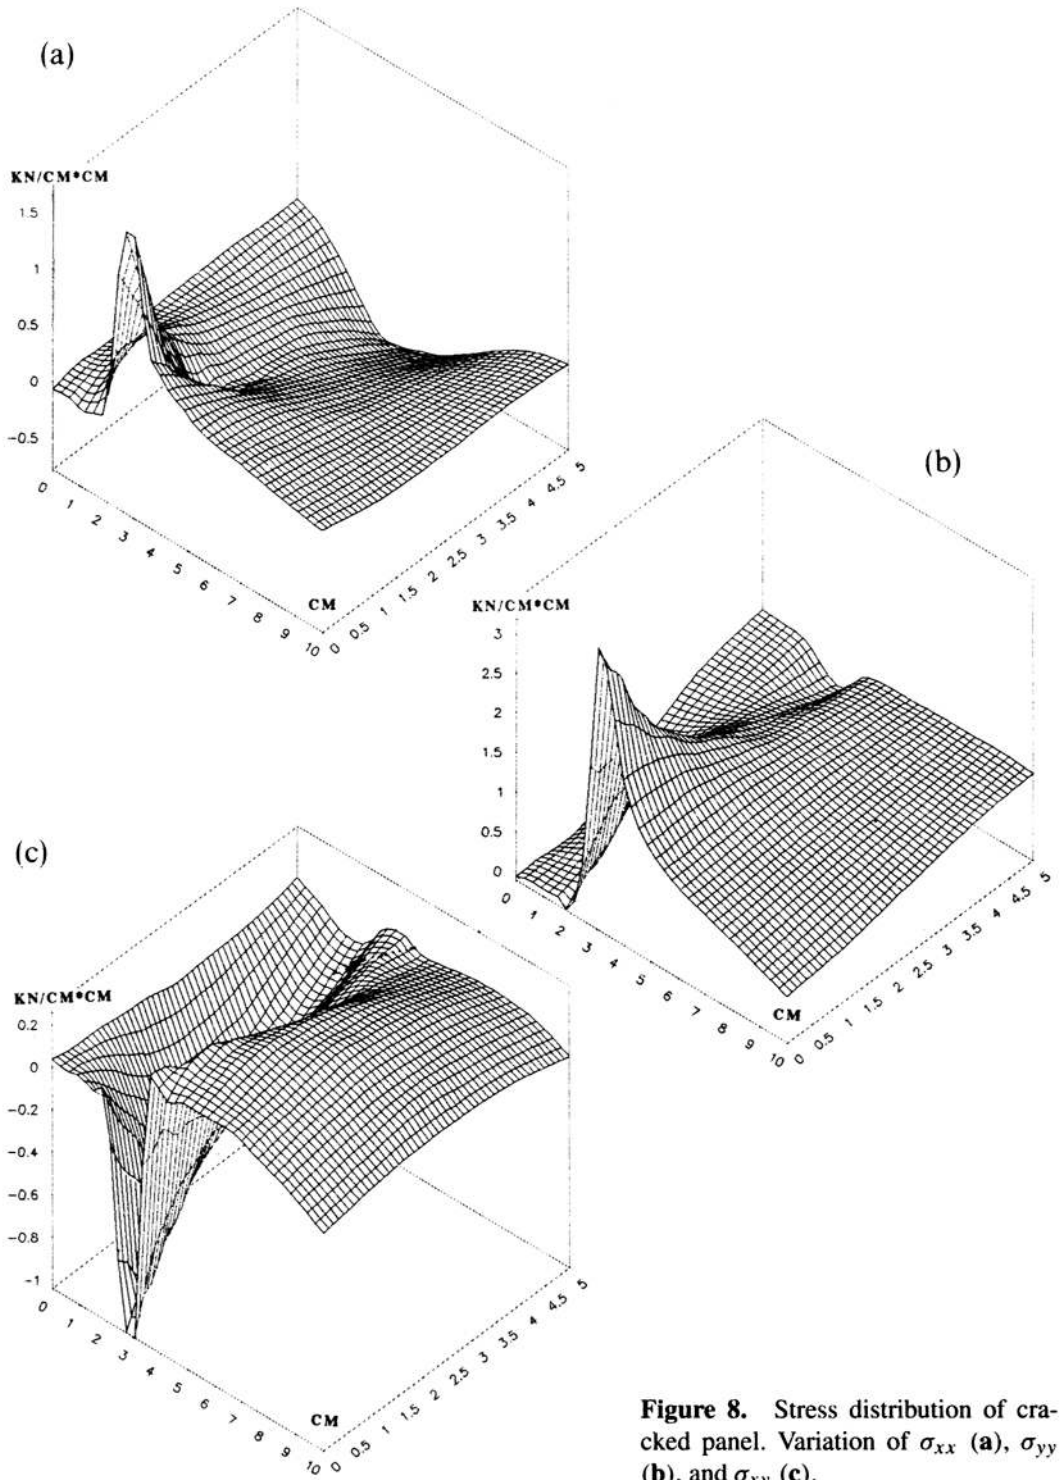 (a)
KN/CM*CM
1.5
1
0.5
0
-0.5
0 1 2 3 4 5 6 7 8 9 10
CM
0 0.5 1 1.5 2 2.5 3 3.5 4 4.5 5
(b)
KN/CM*CM
3
2.5
2
1.5
1
0.5
0
0 1 2 3 4 5 6 7 8 9 10
CM
0 0.5 1 1.5 2 2.5 3 3.5 4 4.5 5
(c)
KN/CM*CM
0.2
0
-0.2
-0.4
-0.6
-0.8
-1
0 1 2 3 4 5 6 7 8 9 10
CM
0 0.5 1 1.5 2 2.5 3 3.5 4 4.5 5
Figure 8. Stress distribution of cra-
cked panel. Variation of σxx (a), σyy
(b), and σxy (c).